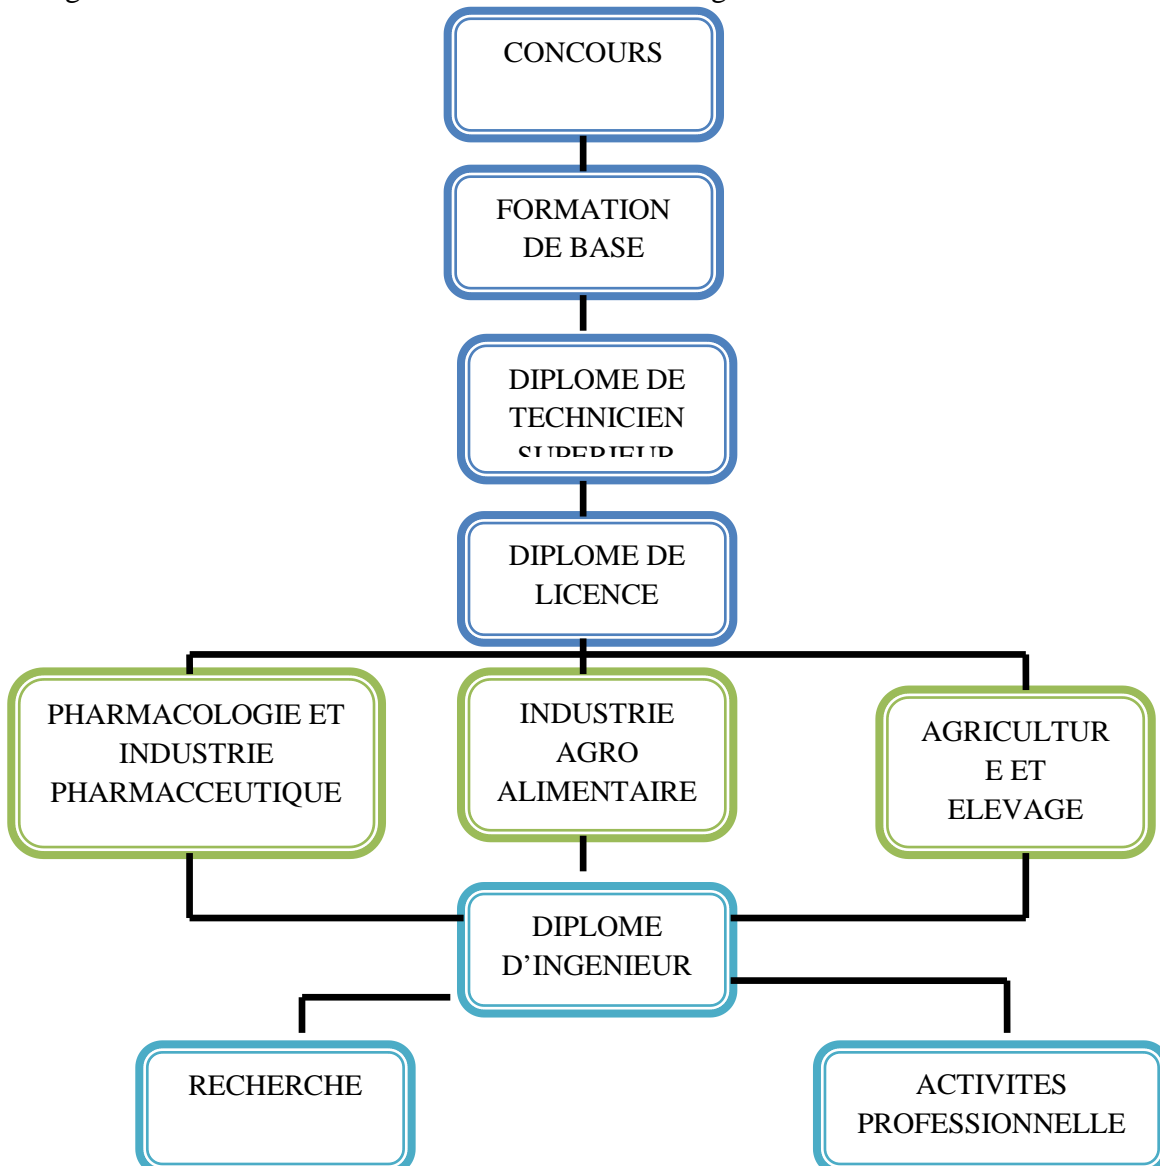 CONCOURS
FORMATION
DE BASE
DIPLOME DE
TECHNICIEN
SUPERIEUR
DIPLOME DE
LICENCE
PHARMACOLOGIE ET
INDUSTRIE
PHARMACCEUTIQUE
INDUSTRIE
AGRO
ALIMENTAIRE
AGRICULTUR
E ET
ELEVAGE
DIPLOME
D’INGENIEUR
RECHERCHE
ACTIVITES
PROFESSIONNELLE